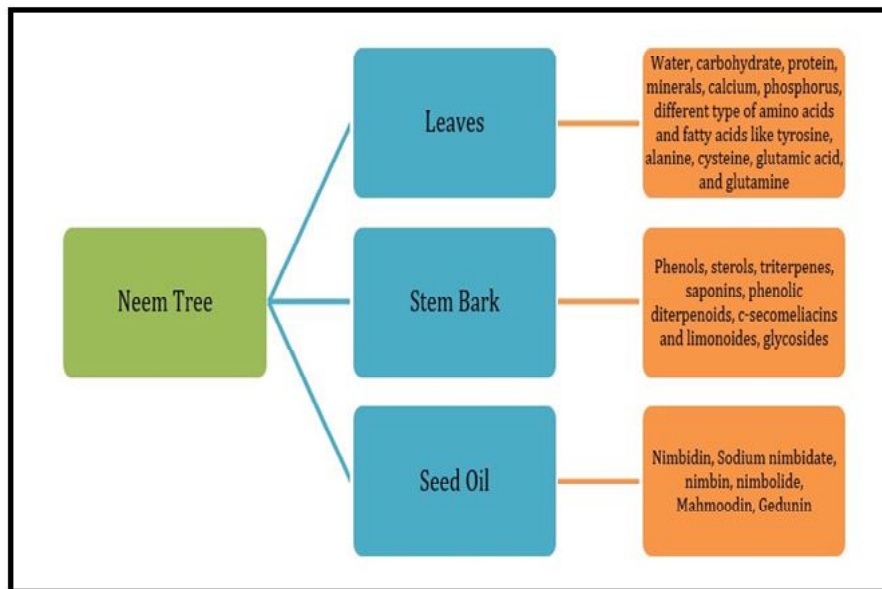 Neem Tree
Leaves
Water, carbohydrate, protein,
minerals, calcium, phosphorus,
different type of amino acids
and fatty acids like tyrosine,
alanine, cysteine, glutamic acid,
and glutamine
Stem Bark
Phenols, sterols, triterpenes,
saponins, phenolic
diterpenoids, c-secomeliacins
and limonoides, glycosides
Seed Oil
Nimbidin, Sodium nimbidate,
nimbin, nimbolide,
Mahmoodin, Gedunin